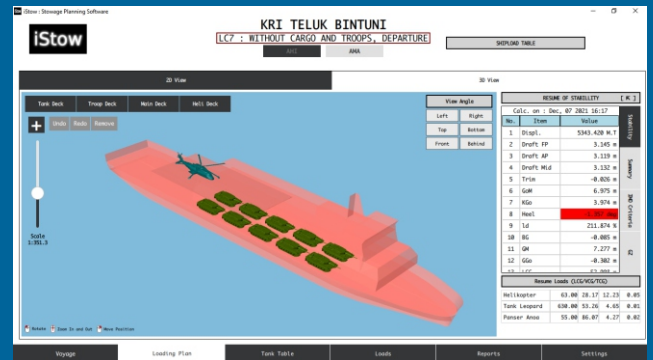 iStow : Stowage Planning Software
iStow
KRI TELUK BINTUNI
LC7 : WITHOUT CARGO AND TROOPS, DEPARTURE
AHI
AWA
SHIPLOAD TABLE
2D View
3D View
Tank Deck
Troop Deck
Main Deck
Heli Deck
Undo
Redo
Remove
Scale
1:351.3
View Angle
Left
Right
Top
Bottom
Front
Behind
Rotate
Zoom In and Out
Move Position
RESUME OF STABILLITY
[ K ]
Calc. on : Dec, 07 2021 16:17
No. Item Value
1 Displ. 5343.420 M.T
2 Draft FP 3.145 m
3 Draft AP 3.119 m
4 Draft Mid 3.132 m
5 Trim -0.026 m
6 GoM 6.975 m
7 KGo 3.974 m
8 Heel
9 ld 211.874 %
10 BG -0.085 m
11 GM 7.277 m
12 GGo -0.302 m
Stability
Summary
IMO Criteria
GZ
Resume Loads (LCG/VCG/TCG)
Helikopter 63.00 28.17 12.23 0.05
Tank Leopard 630.00 53.26 4.65 0.01
Panser Anoa 55.00 86.07 4.27 0.02
Voyage
Loading Plan
Tank Table
Loads
Reports
Settings